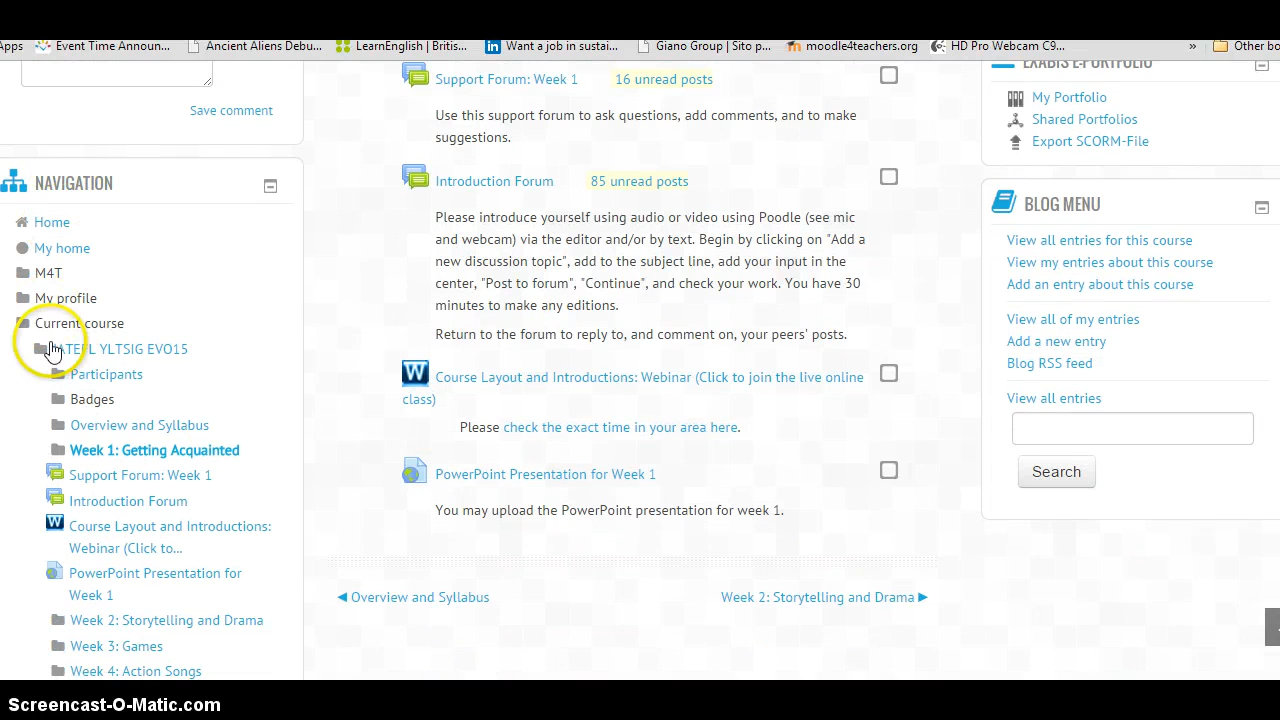 Apps
Event Time Announ...
Ancient Aliens Debu...
LearnEnglish | Britis...
Want a job in sustai...
Giano Group | Sito p...
moodle4teachers.org
HD Pro Webcam C9...
»
Other bo
Save comment
NAVIGATION
Home
My home
M4T
My profile
Current course
IATEFL YLTSIG EVO15
Participants
Badges
Overview and Syllabus
Week 1: Getting Acquainted
Support Forum: Week 1
Introduction Forum
Course Layout and Introductions:
Webinar (Click to...
PowerPoint Presentation for
Week 1
Week 2: Storytelling and Drama
Week 3: Games
Week 4: Action Songs
Support Forum: Week 1 16 unread posts
Use this support forum to ask questions, add comments, and to make
suggestions.
Introduction Forum 85 unread posts
Please introduce yourself using audio or video using Poodle (see mic
and webcam) via the editor and/or by text. Begin by clicking on "Add a
new discussion topic", add to the subject line, add your input in the
center, "Post to forum", "Continue", and check your work. You have 30
minutes to make any editions.
Return to the forum to reply to, and comment on, your peers' posts.
Course Layout and Introductions: Webinar (Click to join the live online
class)
Please check the exact time in your area here.
PowerPoint Presentation for Week 1
You may upload the PowerPoint presentation for week 1.
◀ Overview and Syllabus
Week 2: Storytelling and Drama ▶
EXABIS E-PORTFOLIO
My Portfolio
Shared Portfolios
Export SCORM-File
BLOG MENU
View all entries for this course
View my entries about this course
Add an entry about this course
View all of my entries
Add a new entry
Blog RSS feed
View all entries
Search
Screencast-O-Matic.com